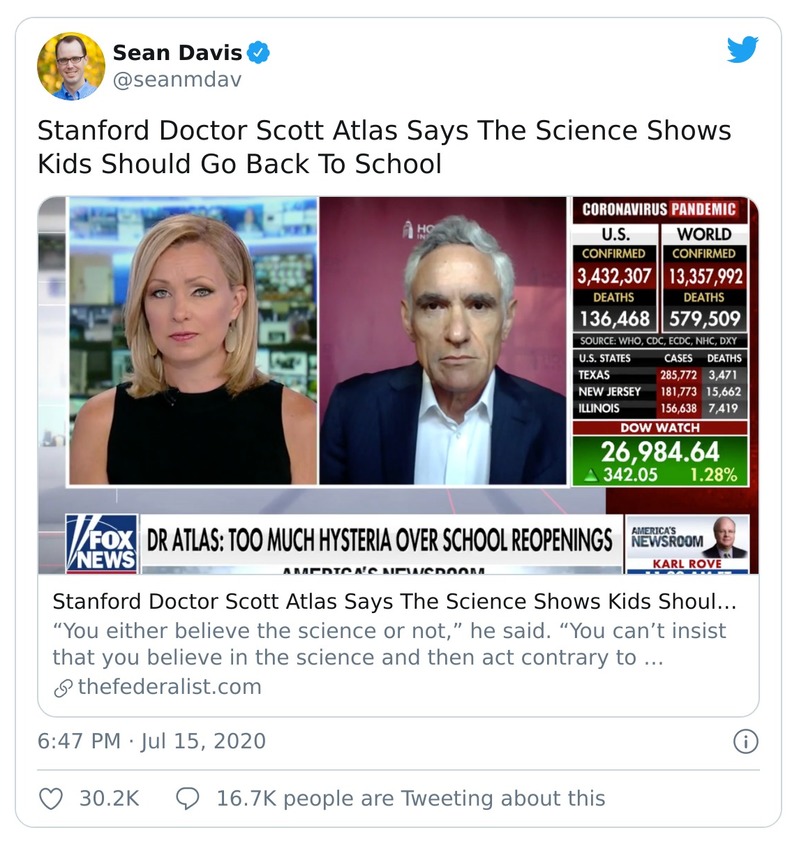 Sean Davis
@seanmdav
Stanford Doctor Scott Atlas Says The Science Shows
Kids Should Go Back To School
CORONAVIRUS PANDEMIC
U.S. WORLD
CONFIRMED CONFIRMED
3,432,307 13,357,992
DEATHS DEATHS
136,468 579,509
SOURCE: WHO, CDC, ECDC, NHC, DXY
U.S. STATES CASES DEATHS
TEXAS 285,772 3,471
NEW JERSEY 181,773 15,662
ILLINOIS 156,638 7,419
DOW WATCH
26,984.64
342.05 1.28%
FOX
NEWS
DR ATLAS: TOO MUCH HYSTERIA OVER SCHOOL REOPENINGS
AMERICA'S NEWSROOM
AMERICA'S
NEWSROOM
KARL ROVE
Stanford Doctor Scott Atlas Says The Science Shows Kids Shoul...
“You either believe the science or not,” he said. “You can’t insist
that you believe in the science and then act contrary to ...
thefederalist.com
6:47 PM · Jul 15, 2020
30.2K
16.7K people are Tweeting about this